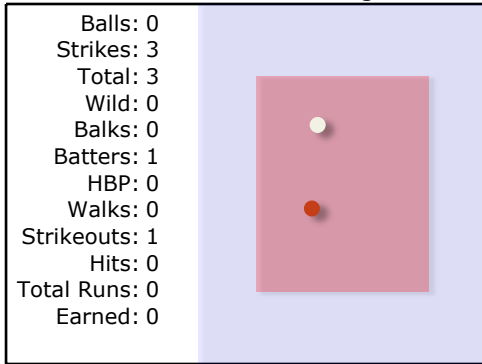 Balls: 0
Strikes: 3
Total: 3
Wild: 0
Balks: 0
Batters: 1
HBP: 0
Walks: 0
Strikeouts: 1
Hits: 0
Total Runs: 0
Earned: 0